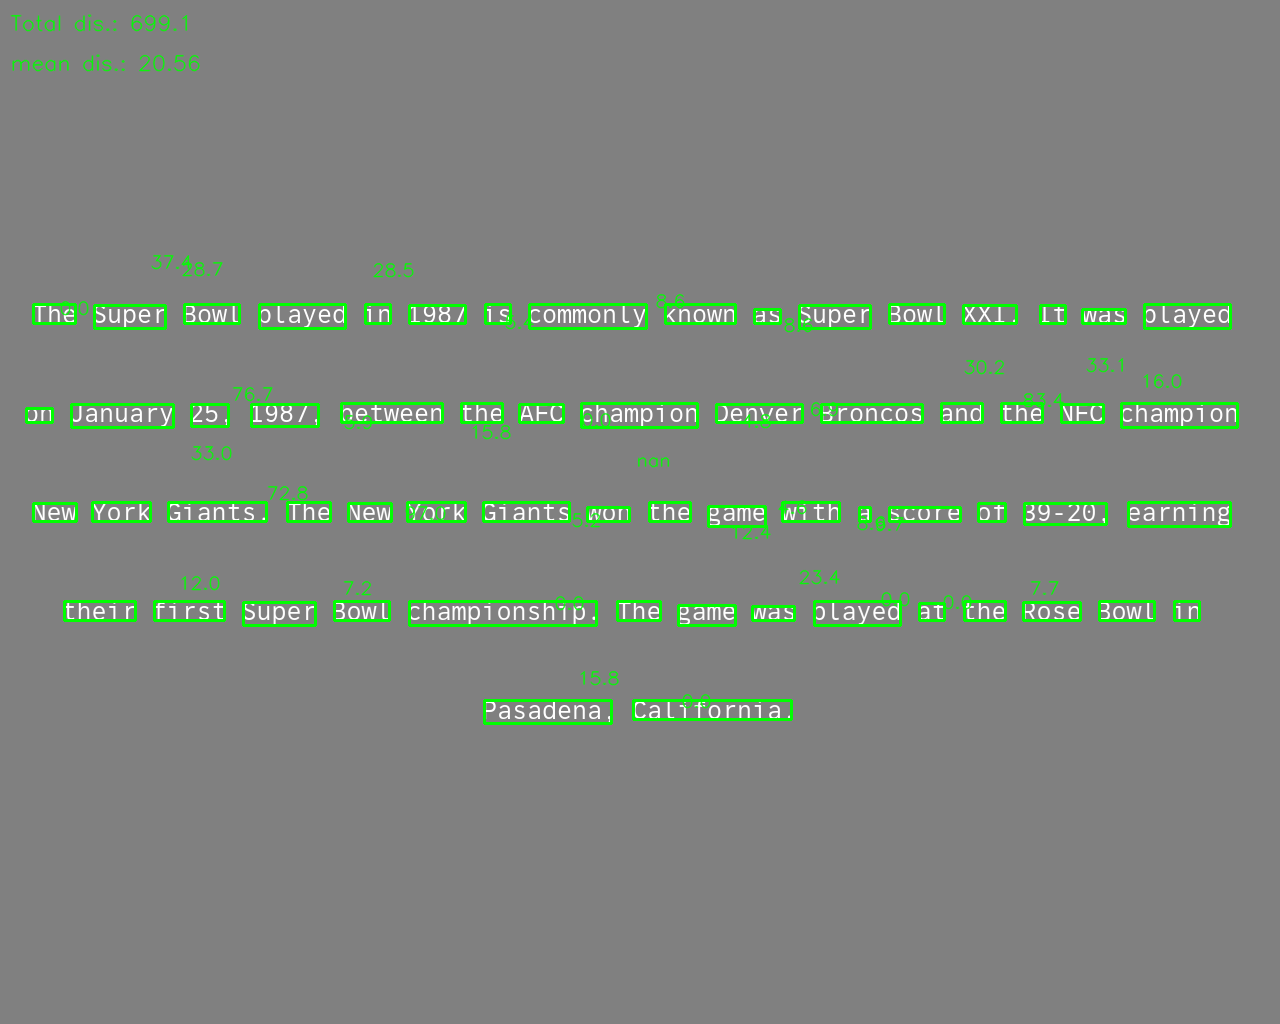 Total dis.: 699.1
mean dis.: 20.56
37.4 28.7 28.5
The Super Bowl played in 1987 is commonly known as Super Bowl XXI. It was played
8.6
30.2 33.1 16.0
76.7 83.4
on January 25, 1987, between the AFC champion Denver Broncos and the NFC champion
15.8
33.0 nan
72.8
New York Giants. The New York Giants won the game with a score of 39-20, earning
12.4
12.0 7.2 23.4 7.7
their first Super Bowl championship. The game was played at the Rose Bowl in
15.8
Pasadena, California.